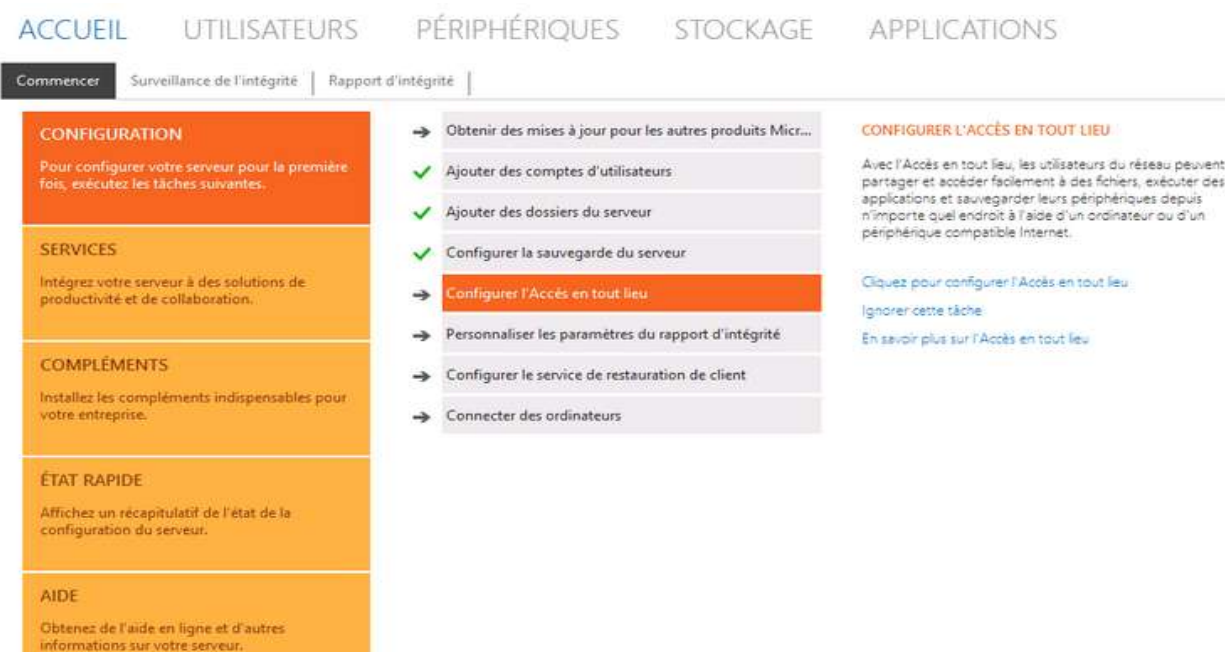 ACCUEIL UTILISATEURS PÉRIPHÉRIQUES STOCKAGE APPLICATIONS
Commencer Surveillance de l'intégrité Rapport d'intégrité
CONFIGURATION
Pour configurer votre serveur pour la première
fois, exécutez les tâches suivantes.
SERVICES
Intégrez votre serveur à des solutions de
productivité et de collaboration.
COMPLÉMENTS
Installez les compléments indispensables pour
votre entreprise.
ÉTAT RAPIDE
Affichez un récapitulatif de l'état de la
configuration du serveur.
AIDE
Obtenez de l'aide en ligne et d'autres
informations sur votre serveur.
Obtenir des mises à jour pour les autres produits Micr...
Ajouter des comptes d'utilisateurs
Ajouter des dossiers du serveur
Configurer la sauvegarde du serveur
Configurer l'Accès en tout lieu
Personnaliser les paramètres du rapport d'intégrité
Configurer le service de restauration de client
Connecter des ordinateurs
CONFIGURER L'ACCÈS EN TOUT LIEU
Avec l'Accès en tout lieu, les utilisateurs du réseau peuvent
partager et accéder facilement à des fichiers, exécuter des
applications et sauvegarder leurs périphériques depuis
n'importe quel endroit à l'aide d'un ordinateur ou d'un
périphérique compatible Internet.
Cliquez pour configurer l'Accès en tout lieu
Ignorer cette tâche
En savoir plus sur l'Accès en tout lieu